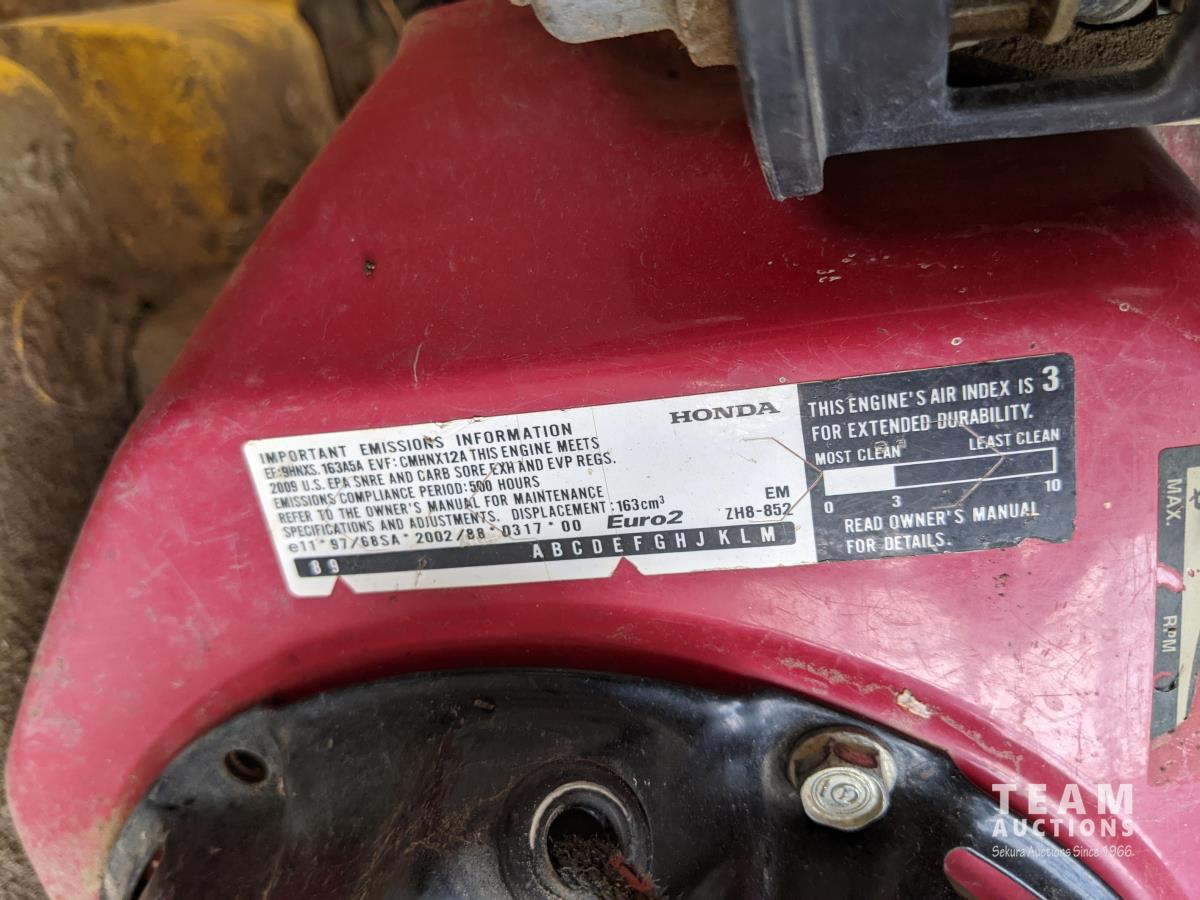 IMPORTANT EMISSIONS INFORMATION
EF:9HNXS.163A5A EVF:CMHNX12A THIS ENGINE MEETS
2009 U.S. EPA SNRE AND CARB SORE EXH AND EVP REGS.
EMISSIONS COMPLIANCE PERIOD:500 HOURS
REFER TO THE OWNER'S MANUAL FOR MAINTENANCE
SPECIFICATIONS AND ADJUSTMENTS. DISPLACEMENT:163cm³
e11*97/68SA*2002/88*0317*00 Euro2
89 ABCDEFGHJKLM
HONDA
EM
7H8-852
THIS ENGINE'S AIR INDEX IS 3
FOR EXTENDED DURABILITY.
MOST CLEAN LEAST CLEAN
0 3 10
READ OWNER'S MANUAL
FOR DETAILS.
MAX.
RPM
8
TEAM
AUCTIONS
Sekura Auctions Since 1966